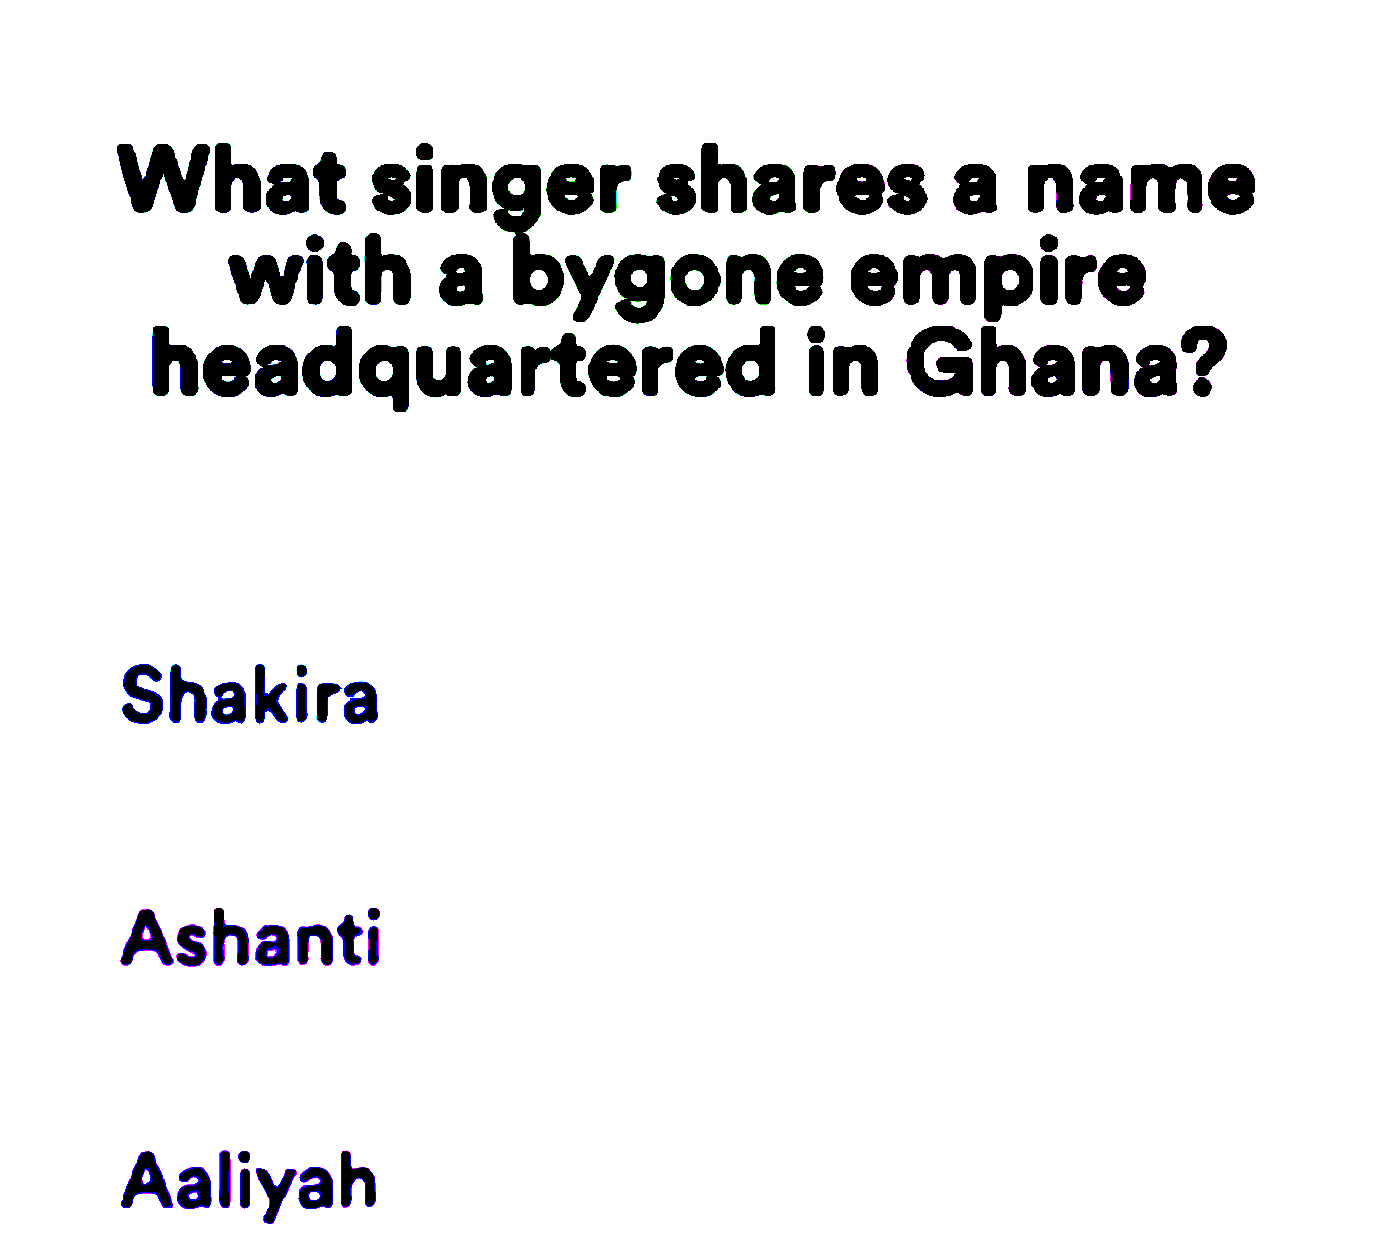 What singer shares a name
with a bygone empire
headquartered in Ghana?
Shakira
Ashanti
Aaliyah